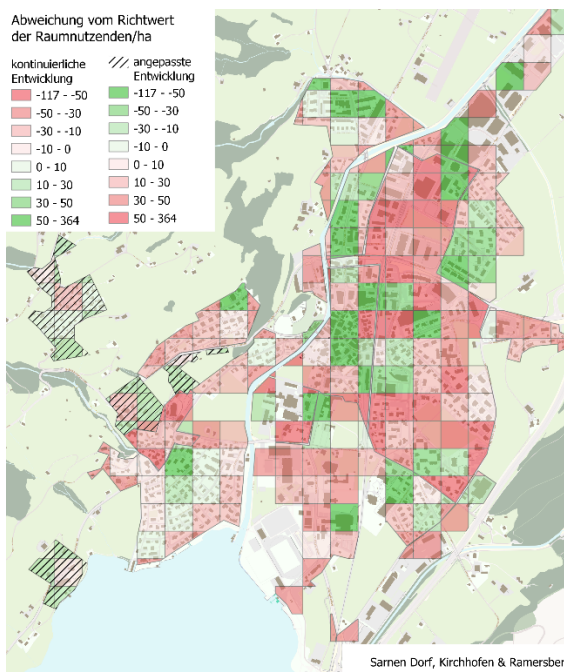 Abweichung vom Richtwert
der Raumnutzenden/ha
kontinuierliche
Entwicklung
-117 - -50
-50 - -30
-30 - -10
-10 - 0
0 - 10
10 - 30
30 - 50
50 - 364
angepasste
Entwicklung
-117 - -50
-50 - -30
-30 - -10
-10 - 0
0 - 10
10 - 30
30 - 50
50 - 364
Sarnen Dorf, Kirchhofen & Ramersber